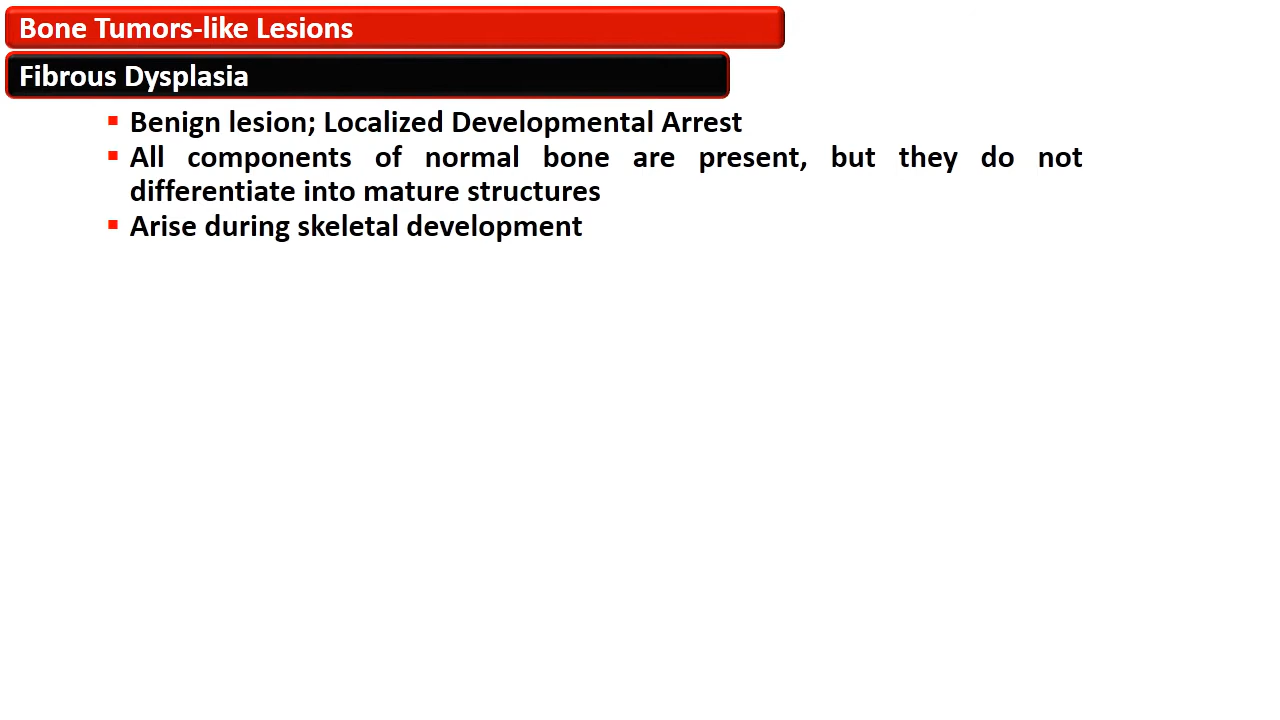 Bone Tumors-like Lesions
Fibrous Dysplasia
▪ Benign lesion; Localized Developmental Arrest
▪ All components of normal bone are present, but they do not
differentiate into mature structures
▪ Arise during skeletal development